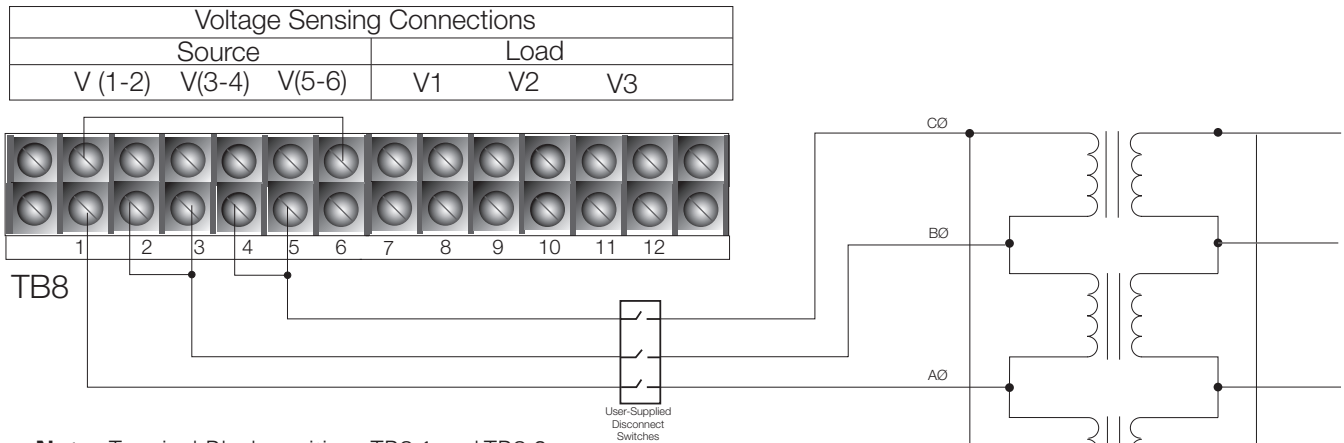 Voltage Sensing Connections
Source Load
V (1-2) V(3-4) V(5-6) V1 V2 V3
CØ
1 2 3 4 5 6 7 8 9 10 11 12
BØ
TB8
AØ
User-Supplied
Disconnect
Switches